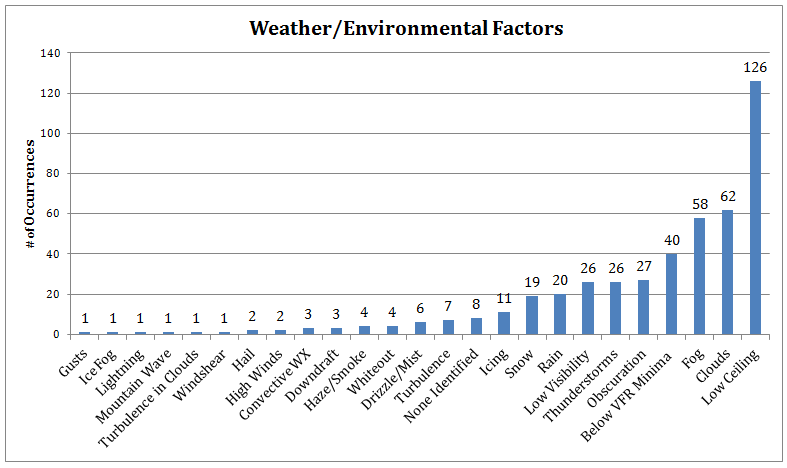 Weather/Environmental Factors
# of Occurrences
140
120
100
80
60
40
20
0
1
1
1
1
1
1
2
2
3
3
4
4
6
7
8
11
19
20
26
26
27
40
58
62
126
Gusts
Ice Fog
Lightning
Mountain Wave
Turbulence in Clouds
Windshear
Hail
High Winds
Convective WX
Downdraft
Haze/Smoke
Whiteout
Drizzle/Mist
Turbulence
None Identified
Icing
Snow
Rain
Low Visibility
Thunderstorms
Obscuration
Below VFR Minima
Fog
Clouds
Low Ceiling